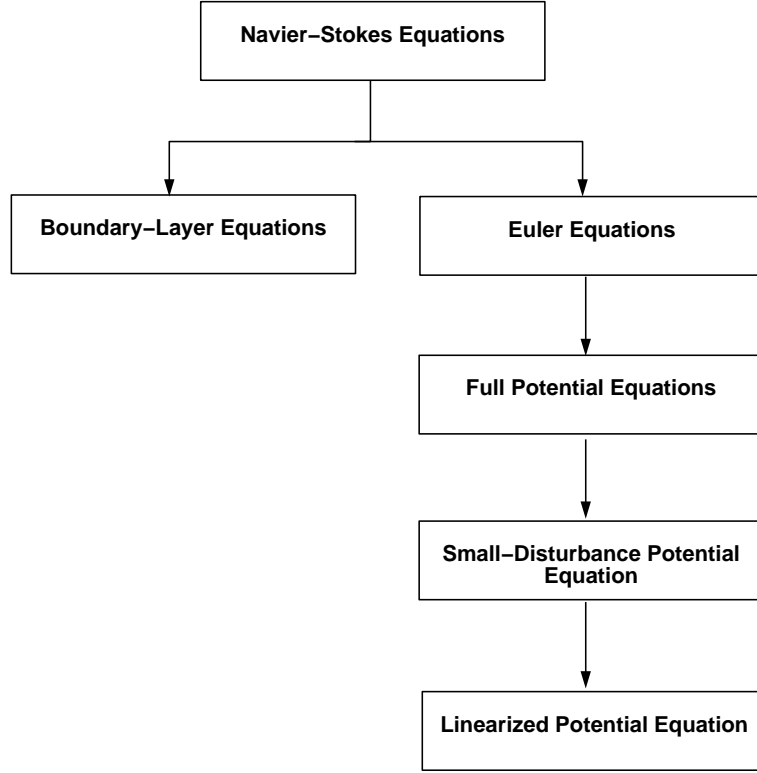 Navier−Stokes Equations
Boundary−Layer Equations
Euler Equations
Full Potential Equations
Small−Disturbance Potential
Equation
Linearized Potential Equation